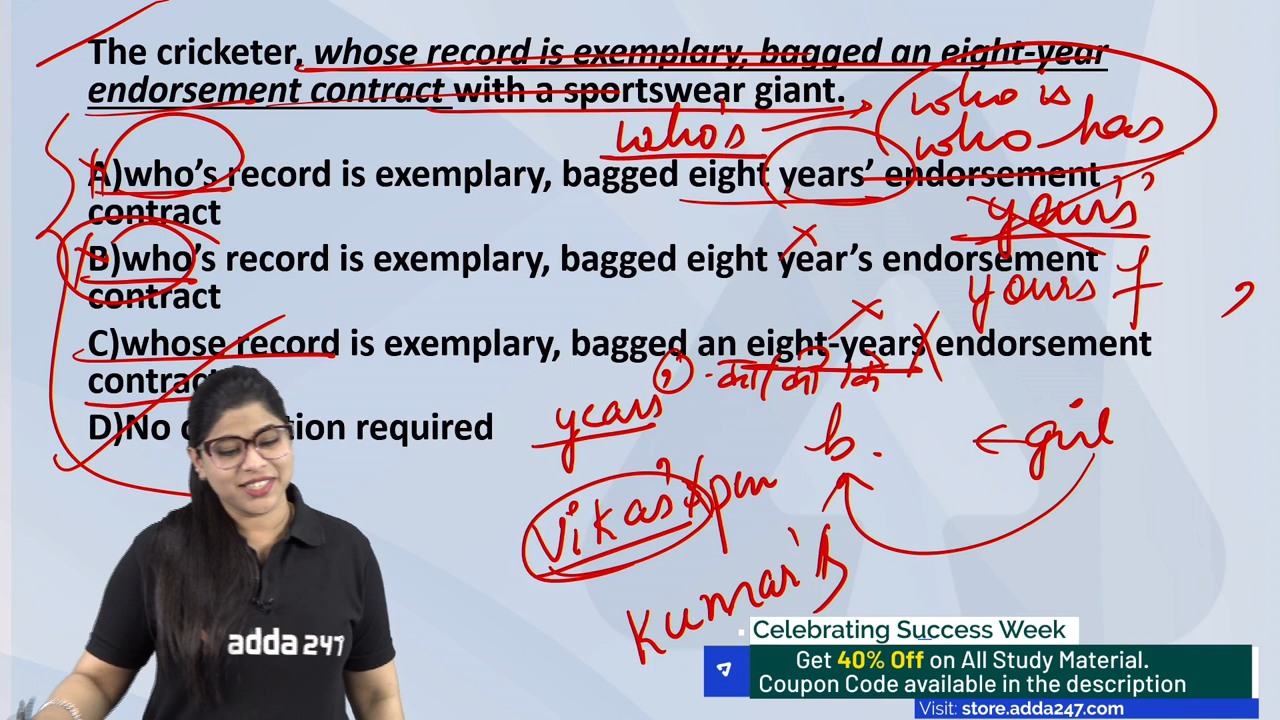 The cricketer, whose record is exemplary, bagged an eight-year
endorsement contract with a sportswear giant.
who is
who has
who's
A)who's record is exemplary, bagged eight years' endorsement
contract
year's
B)who's record is exemplary, bagged eight year's endorsement
contract
years
C)whose record is exemplary, bagged an eight-years endorsement
contract
का की के
years'
D)No tion required
b.
girl
Vikas' pen
Kumar's
adda 247
Celebrating Success Week
Get 40% Off on All Study Material.
Coupon Code available in the description
Visit: store.adda247.com